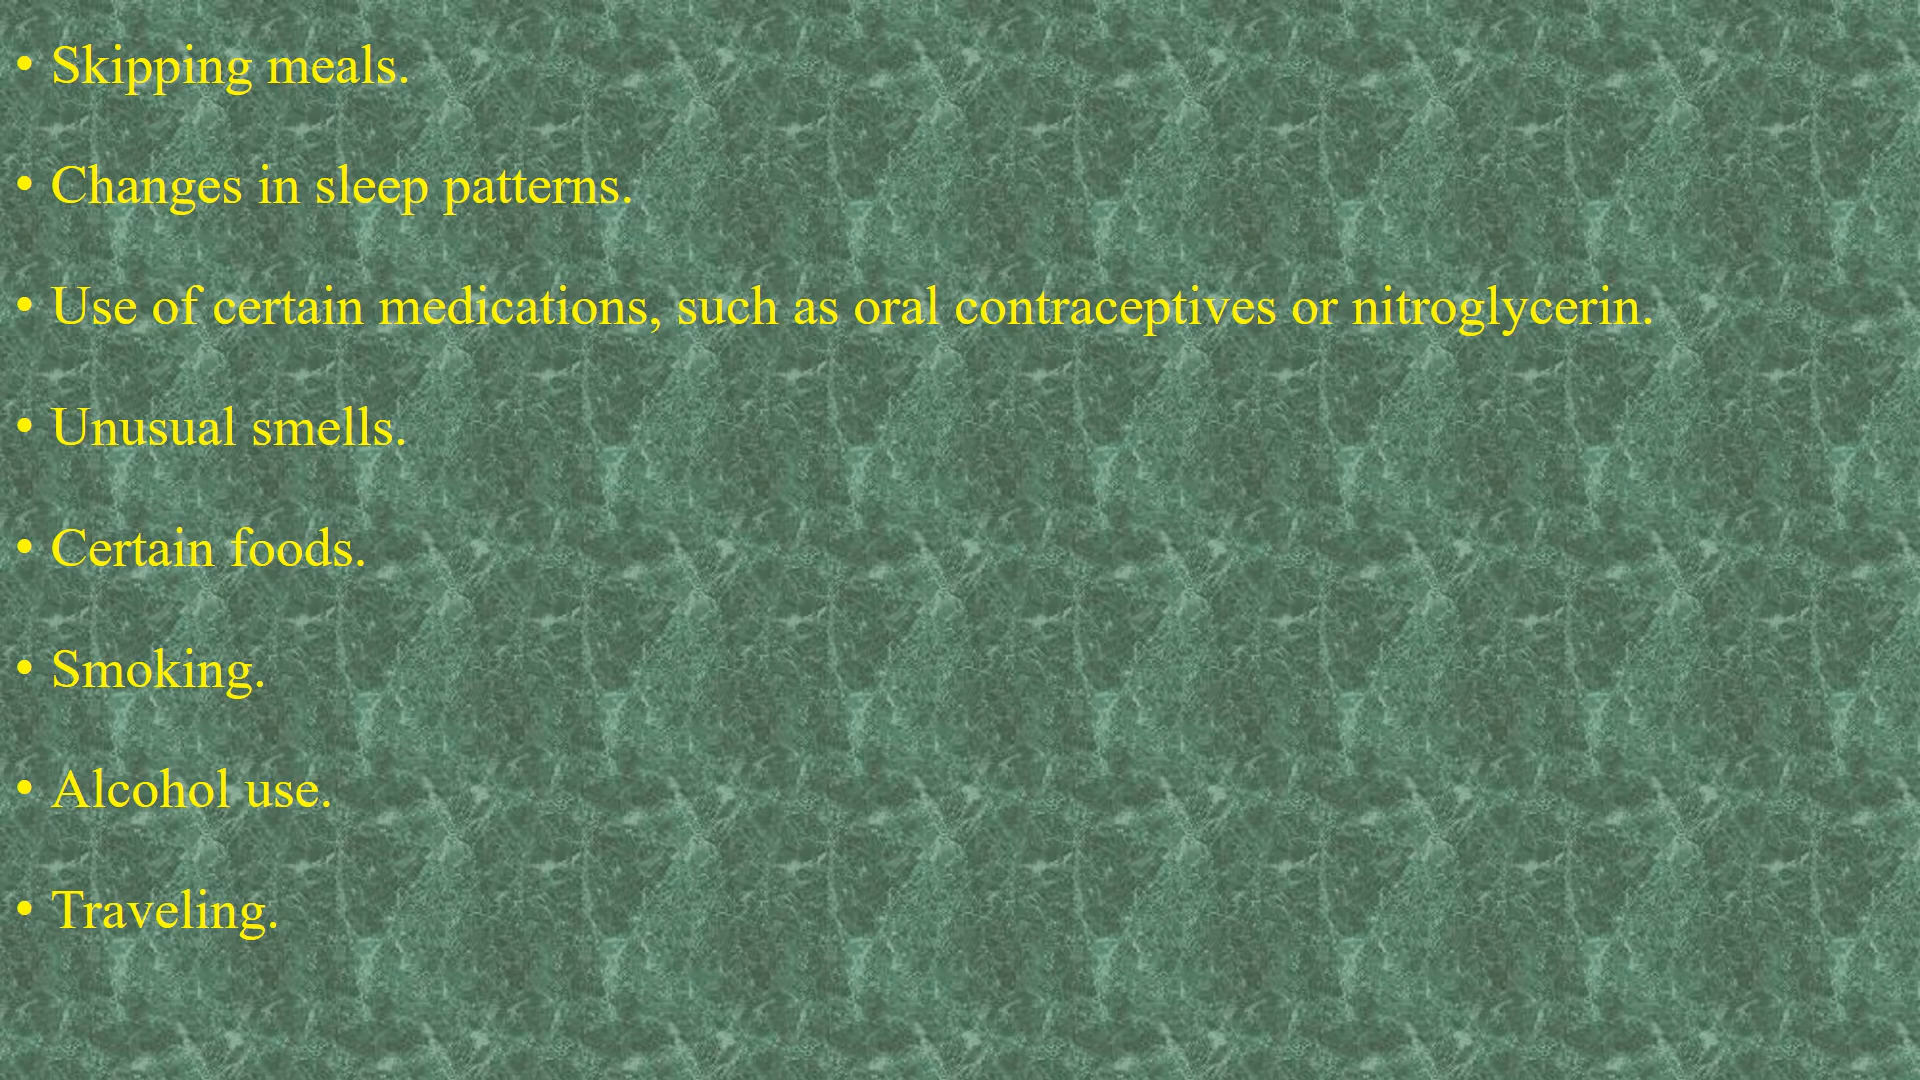 • Skipping meals.
• Changes in sleep patterns.
• Use of certain medications, such as oral contraceptives or nitroglycerin.
• Unusual smells.
• Certain foods.
• Smoking.
• Alcohol use.
• Traveling.